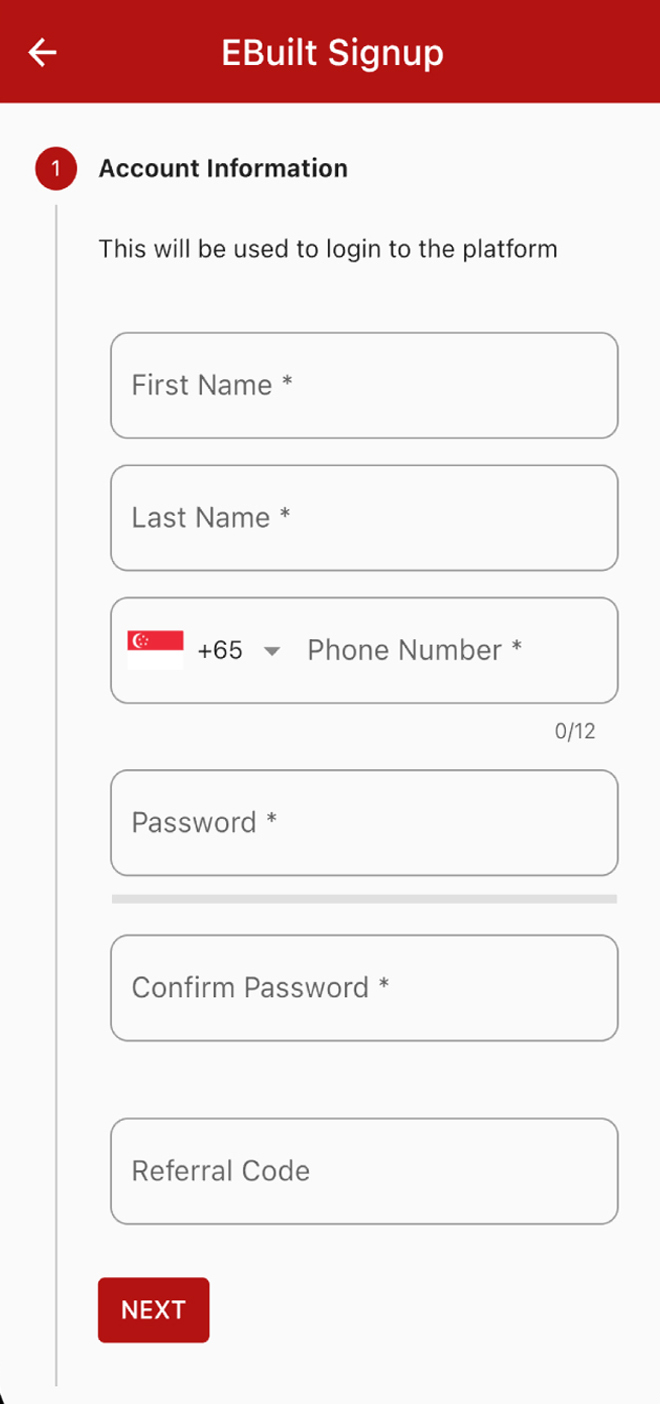 EBuilt Signup
1 Account Information
This will be used to login to the platform
First Name *
Last Name *
+65 Phone Number *
0/12
Password *
Confirm Password *
Referral Code
NEXT